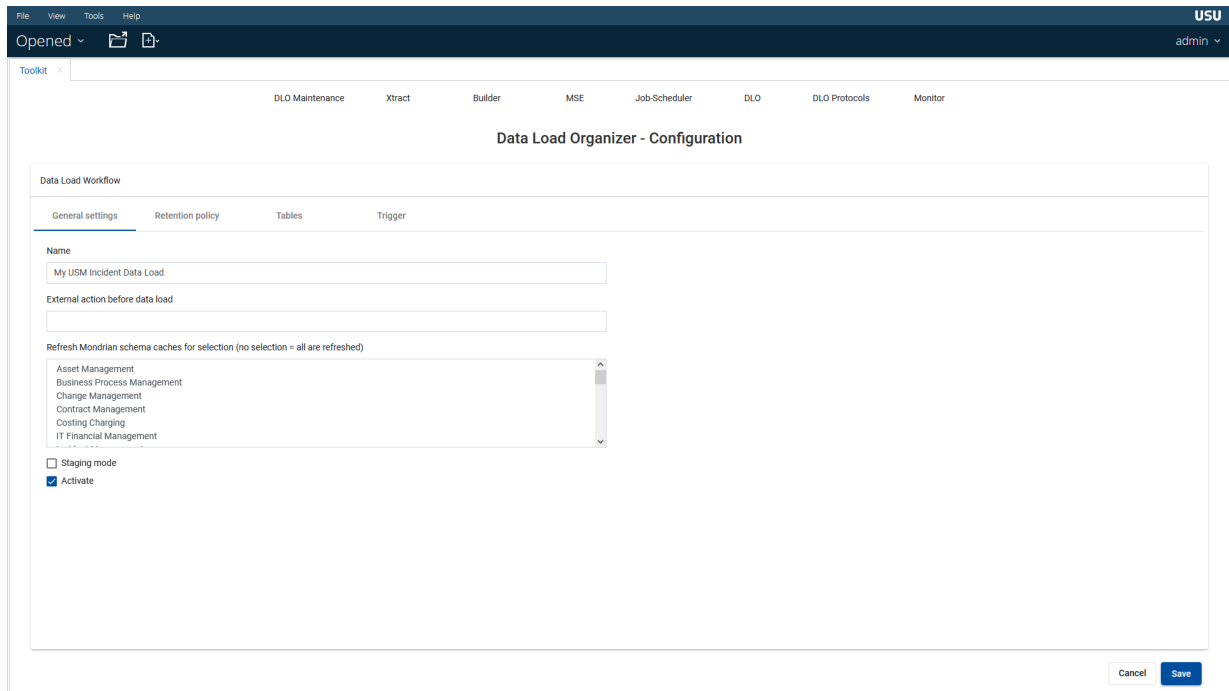 File View Tools Help USU
Opened admin
Toolkit
DLO Maintenance Xtract Builder MSE Job-Scheduler DLO DLO Protocols Monitor
Data Load Organizer - Configuration
Data Load Workflow
General settings Retention policy Tables Trigger
Name
My USM Incident Data Load
External action before data load
Refresh Mondrian schema caches for selection (no selection = all are refreshed)
Asset Management
Business Process Management
Change Management
Contract Management
Costing Charging
IT Financial Management
Staging mode
Activate
Cancel Save